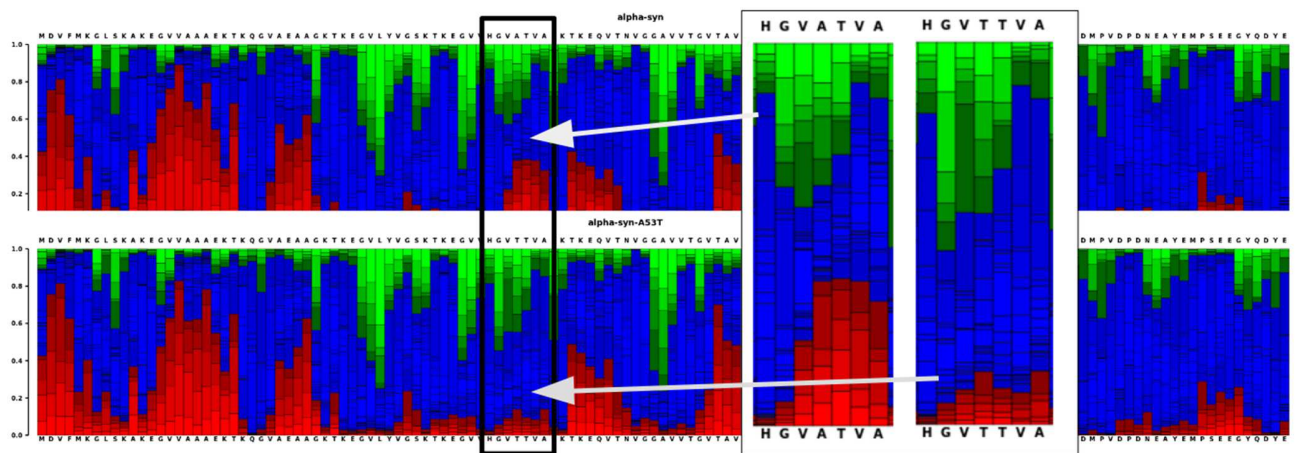 alpha-syn
M D V F M K G L S K A K E G V V A A A E K T K Q G V A E A A G K T K E G V L Y V G S K T K E G V V H G V A T V A K T K E Q V T N V G G A V V T G V T A V
D M P V D P D N E A Y E M P S E E G Y Q D Y E
1.0
0.8
0.6
0.4
0.2
H G V A T V A
H G V T T V A
alpha-syn-A53T
M D V F M K G L S K A K E G V V A A A E K T K Q G V A E A A G K T K E G V L Y V G S K T K E G V H G V T T V A K T K E Q V T N V G G A V V T G V T A V
D M P V D P D N E A Y E M P S E E G Y Q D Y E
1.0
0.8
0.6
0.4
0.2
0.0
M D V F M K G L S K A K E G V V A A A E K T K Q G V A E A A G K T K E G V L Y V G S K T K E G V H G V T T V A K T K E Q V T N V G G A V V T G V T A V
D M P V D P D N E A Y E M P S E E G Y Q D Y E
H G V A T V A
H G V T T V A